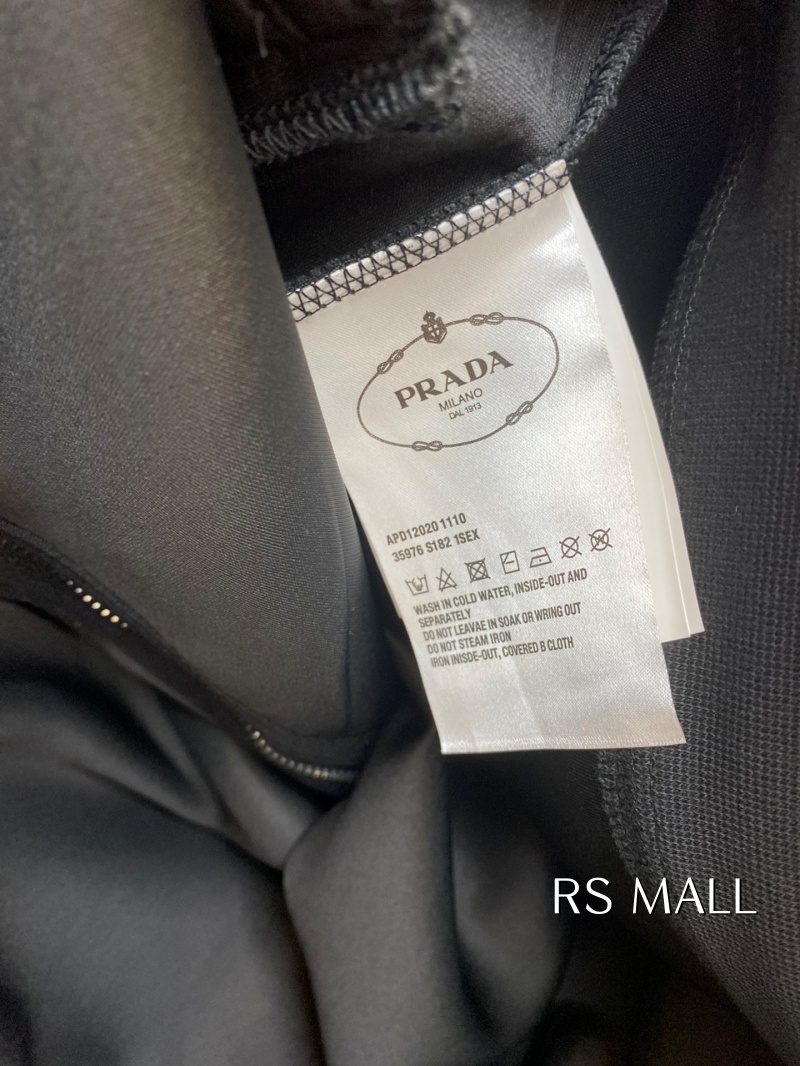 PRADA
MILANO
DAL 1913
APD12020 1110
35976 S182 1SEX
WASH IN COLD WATER, INSIDE-OUT AND
SEPARATELY
DO NOT LEAVAE IN SOAK OR WRING OUT
DO NOT STEAM IRON
IRON INISDE-OUT, COVERED B CLOTH
RS MALL